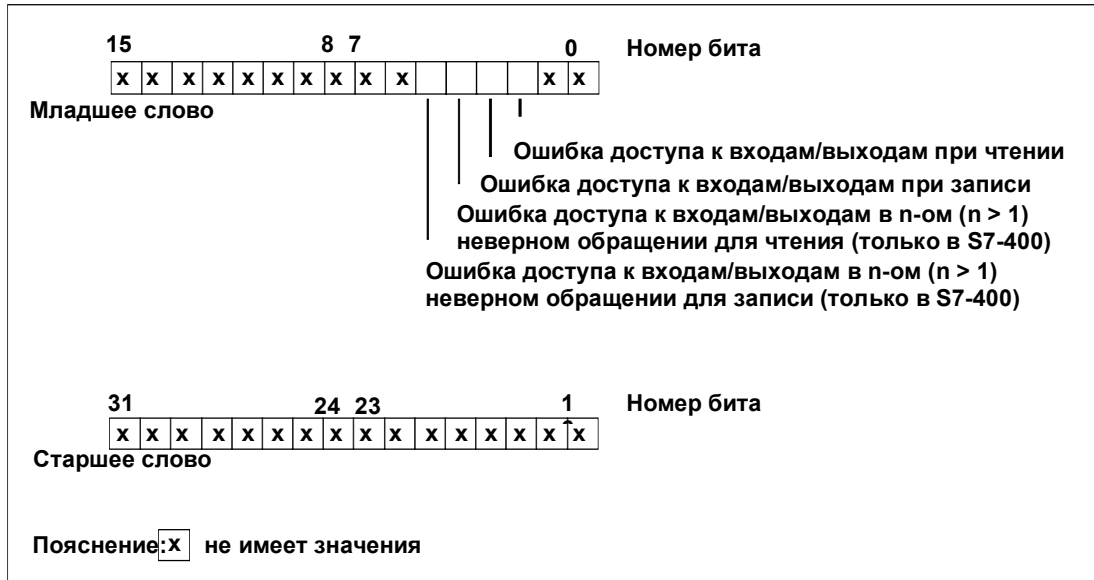 15 8 7 0 Номер бита
x x x x x x x x x x x x
Младшее слово
Ошибка доступа к входам/выходам при чтении
Ошибка доступа к входам/выходам при записи
Ошибка доступа к входам/выходам в n-ом (n > 1)
неверном обращении для чтения (только в S7-400)
Ошибка доступа к входам/выходам в n-ом (n > 1)
неверном обращении для записи (только в S7-400)
31 24 23 1 Номер бита
x x x x x x x x x x x x x x x x
Старшее слово
Пояснение: x не имеет значения